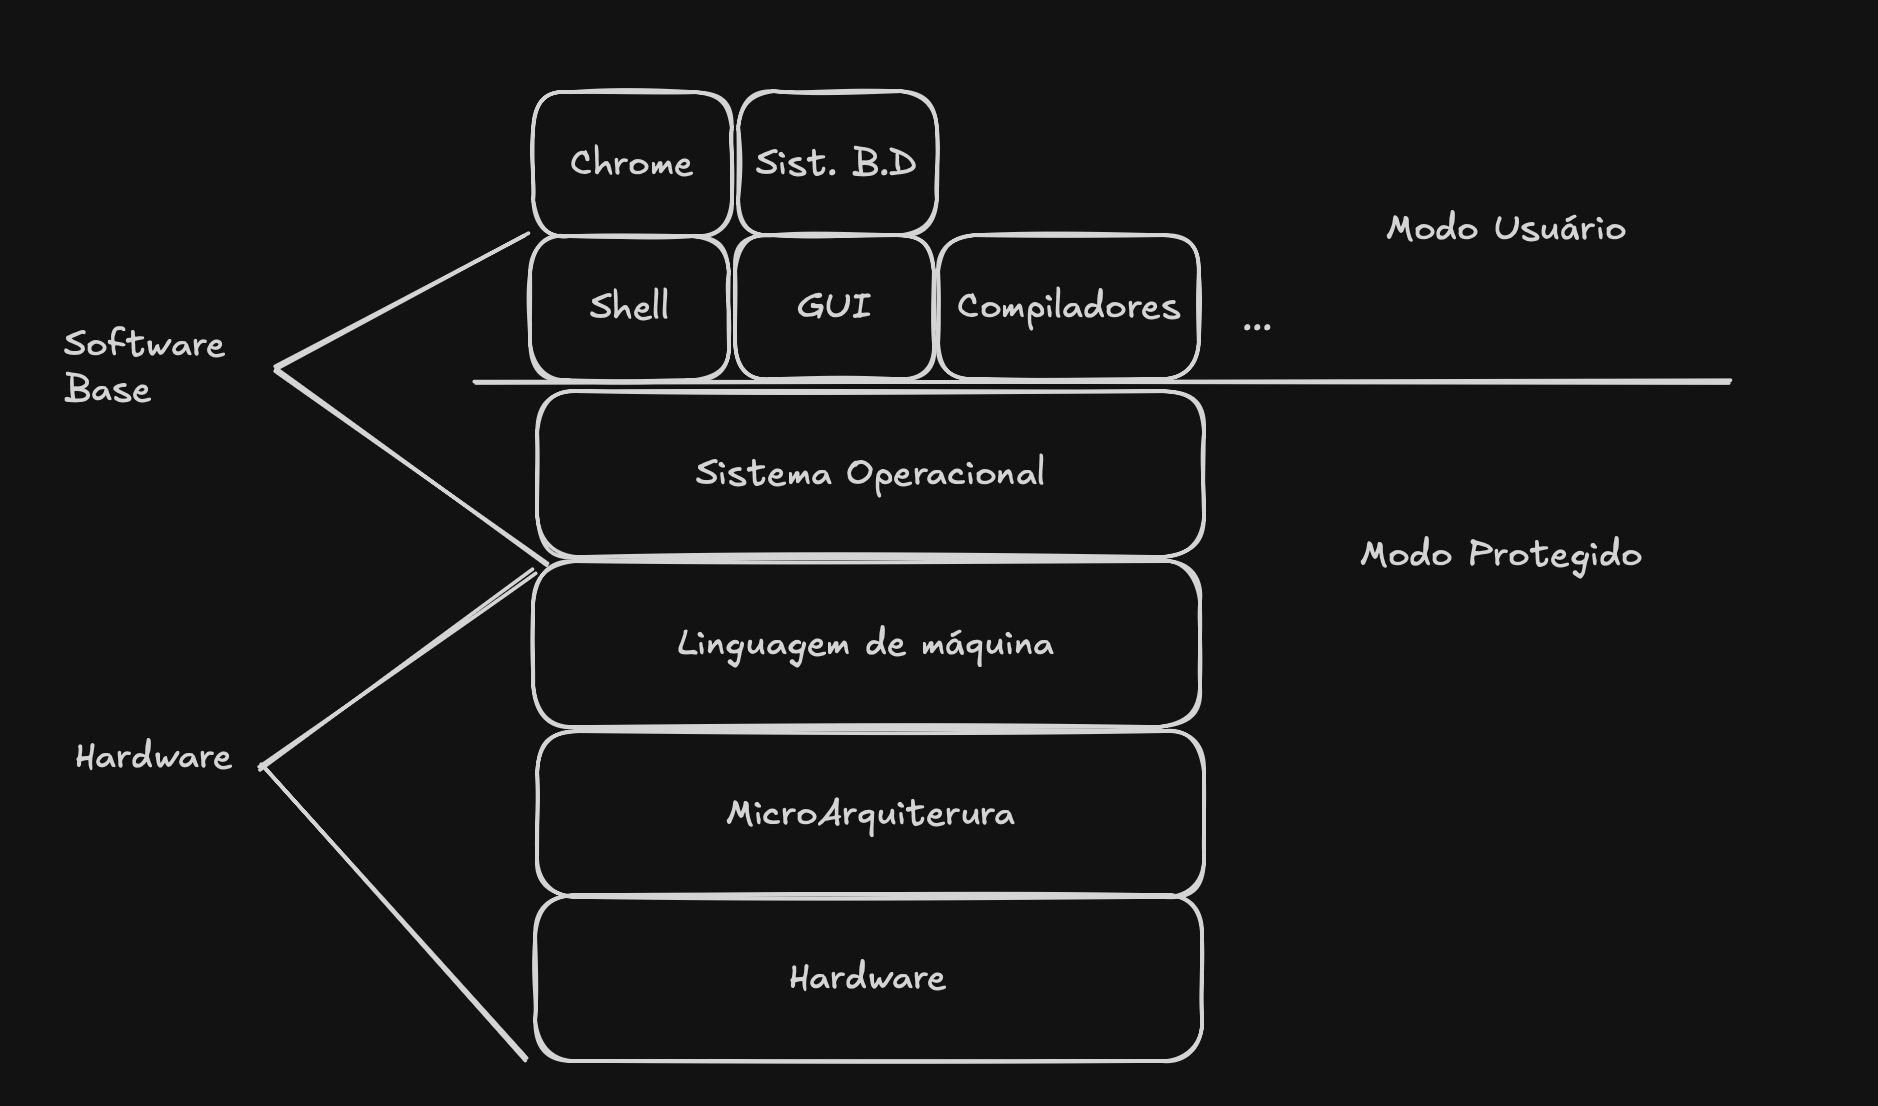 Chrome
Sist. B.D
Modo Usuário
Shell
GUI
Compiladores
...
Software
Base
Sistema Operacional
Modo Protegido
Linguagem de máquina
Hardware
MicroArquiterura
Hardware